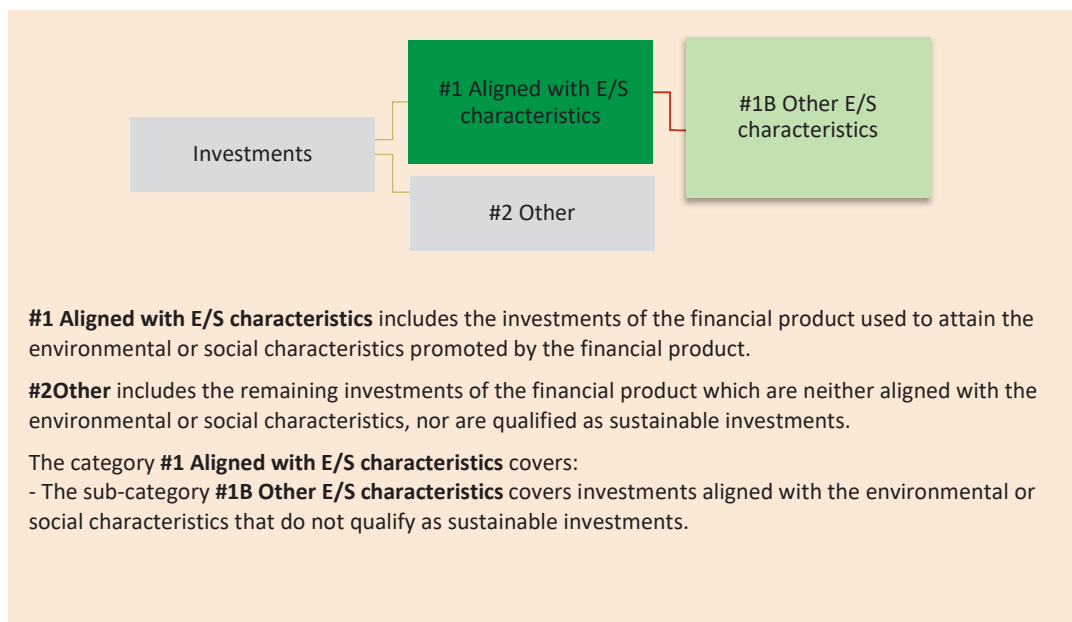 #1 Aligned with E/S
characteristics
#1B Other E/S
characteristics
Investments
#2 Other
#1 Aligned with E/S characteristics includes the investments of the financial product used to attain the
environmental or social characteristics promoted by the financial product.
#2Other includes the remaining investments of the financial product which are neither aligned with the
environmental or social characteristics, nor are qualified as sustainable investments.
The category #1 Aligned with E/S characteristics covers:
- The sub-category #1B Other E/S characteristics covers investments aligned with the environmental or
social characteristics that do not qualify as sustainable investments.